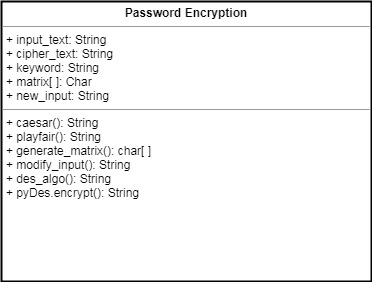 Password Encryption
+ input_text: String
+ cipher_text: String
+ keyword: String
+ matrix[ ]: Char
+ new_input: String
+ caesar(): String
+ playfair(): String
+ generate_matrix(): char[ ]
+ modify_input(): String
+ des_algo(): String
+ pyDes.encrypt(): String